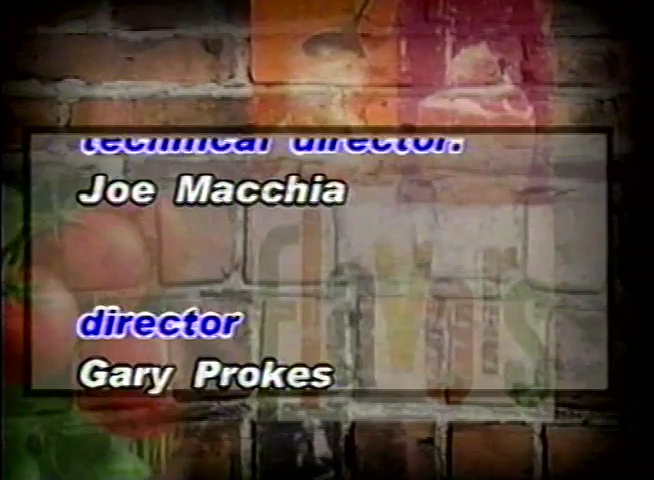 technical director.
Joe Macchia
director
Gary Prokes